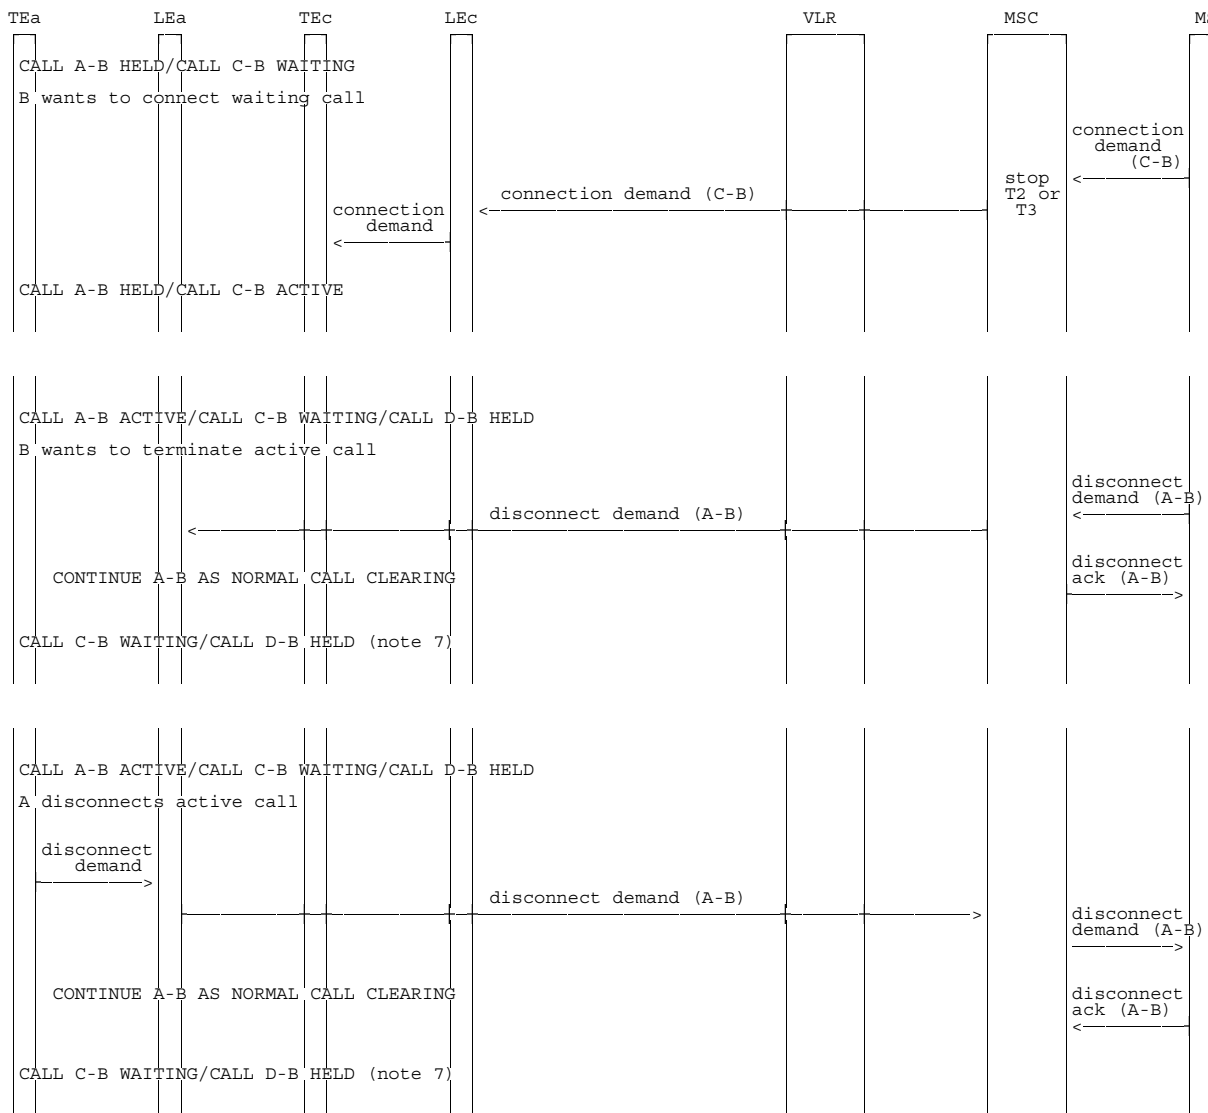 TEa LEa TEc LEc VLR MSC
CALL A-B HELD/CALL C-B WAITING
B wants to connect waiting call
connection
demand
(C-B)
stop
T2 or
T3
connection demand (C-B)
connection
demand
CALL A-B HELD/CALL C-B ACTIVE
CALL A-B ACTIVE/CALL C-B WAITING/CALL D-B HELD
B wants to terminate active call
disconnect
demand (A-B)
disconnect demand (A-B)
disconnect
ack (A-B)
CONTINUE A-B AS NORMAL CALL CLEARING
CALL C-B WAITING/CALL D-B HELD (note 7)
CALL A-B ACTIVE/CALL C-B WAITING/CALL D-B HELD
A disconnects active call
disconnect
demand
disconnect demand (A-B)
disconnect
demand (A-B)
CONTINUE A-B AS NORMAL CALL CLEARING
disconnect
ack (A-B)
CALL C-B WAITING/CALL D-B HELD (note 7)